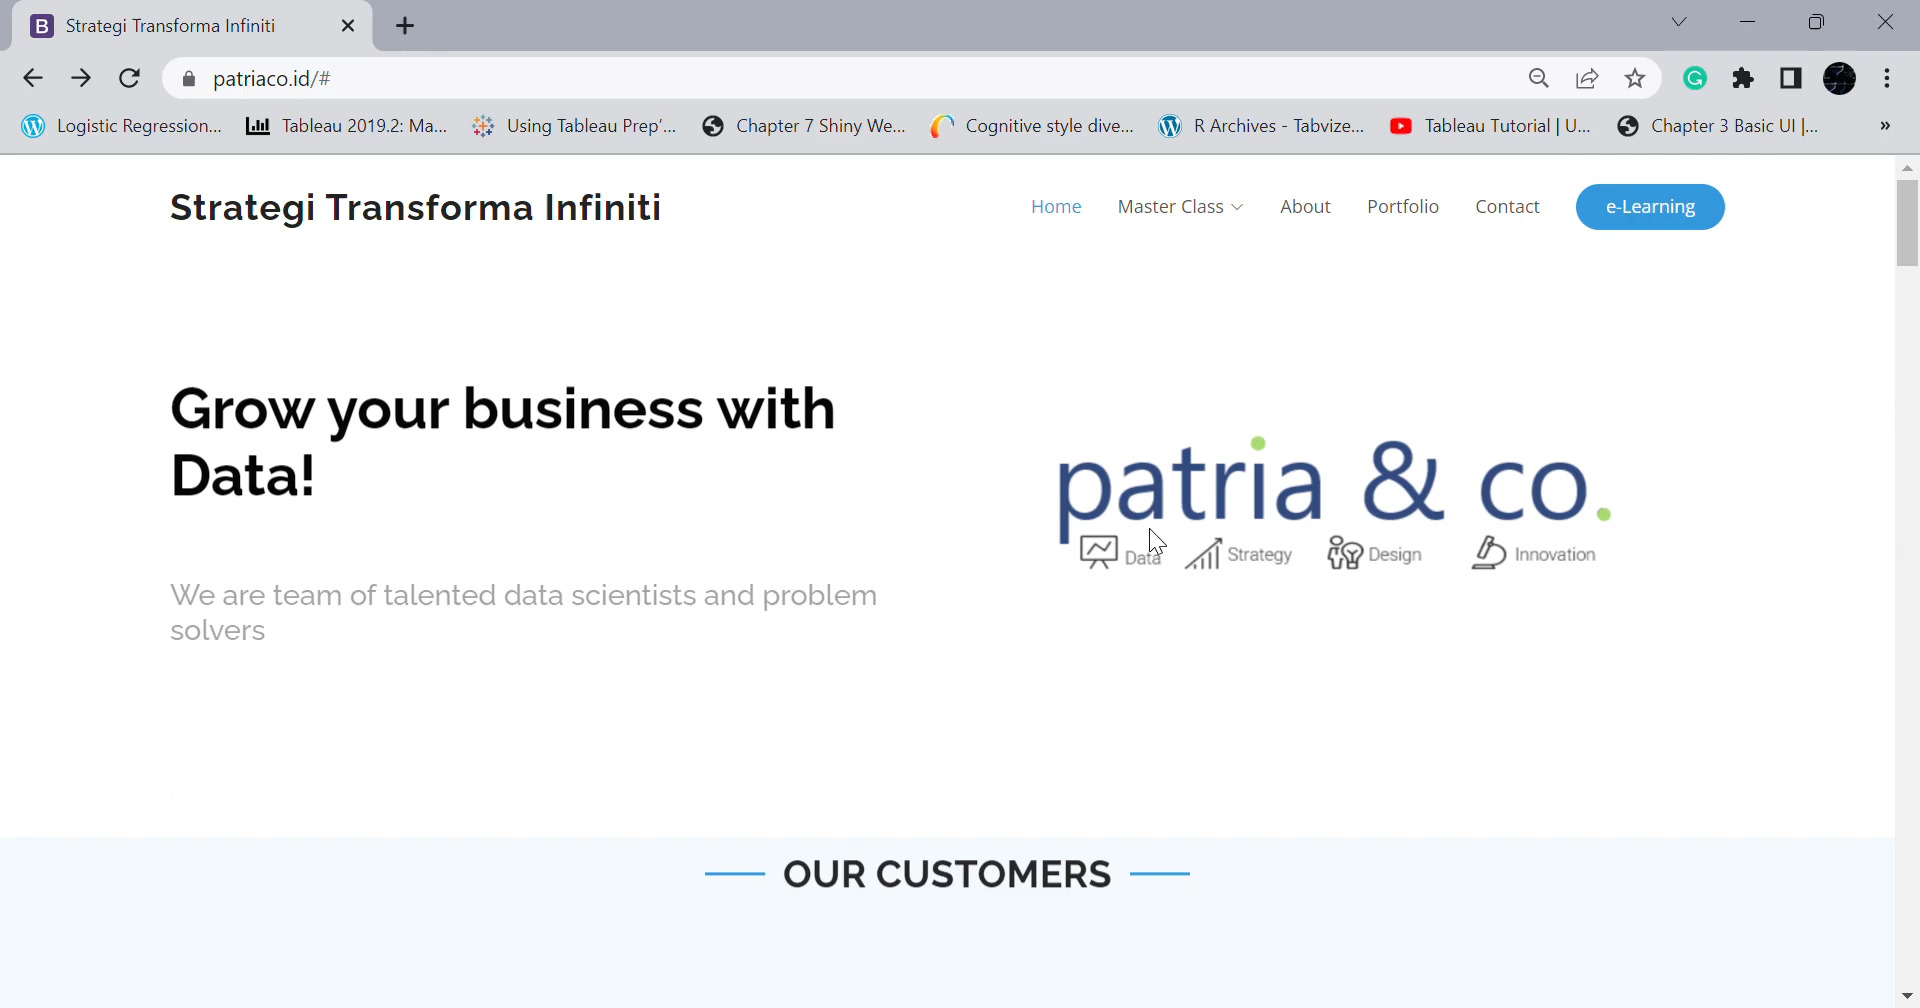 Strategi Transforma Infiniti
patriaco.id/#
Logistic Regression...
Tableau 2019.2: Ma...
Using Tableau Prep'...
Chapter 7 Shiny We...
Cognitive style dive...
R Archives - Tabvize...
Tableau Tutorial | U...
Chapter 3 Basic UI |...
»
Strategi Transforma Infiniti
Home
Master Class
About
Portfolio
Contact
e-Learning
Grow your business with
Data!
patria & co.
Data
Strategy
Design
Innovation
We are team of talented data scientists and problem
solvers
OUR CUSTOMERS